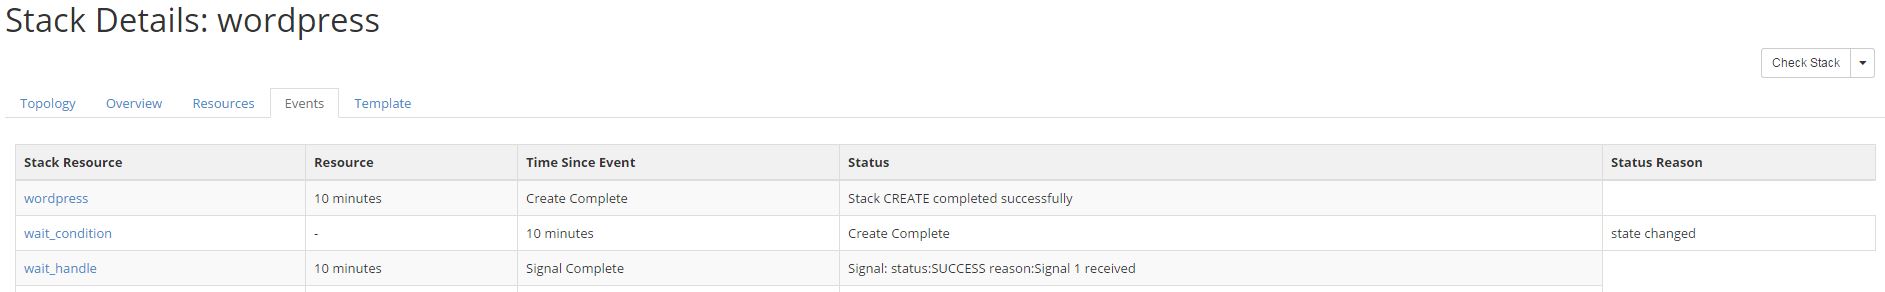 Stack Details: wordpress
Check Stack
Topology Overview Resources Events Template
Stack Resource Resource Time Since Event Status Status Reason
wordpress 10 minutes Create Complete Stack CREATE completed successfully
wait_condition - 10 minutes Create Complete state changed
wait_handle 10 minutes Signal Complete Signal: status:SUCCESS reason:Signal 1 received